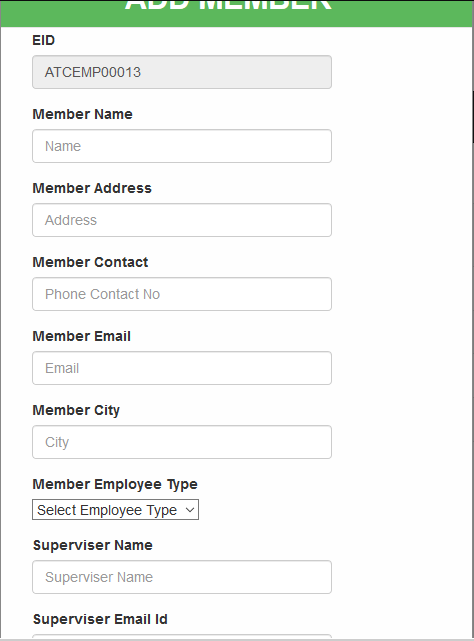 ADD MEMBER
EID
ATCEMP00013
Member Name
Name
Member Address
Address
Member Contact
Phone Contact No
Member Email
Email
Member City
City
Member Employee Type
Select Employee Type
Superviser Name
Superviser Name
Superviser Email Id